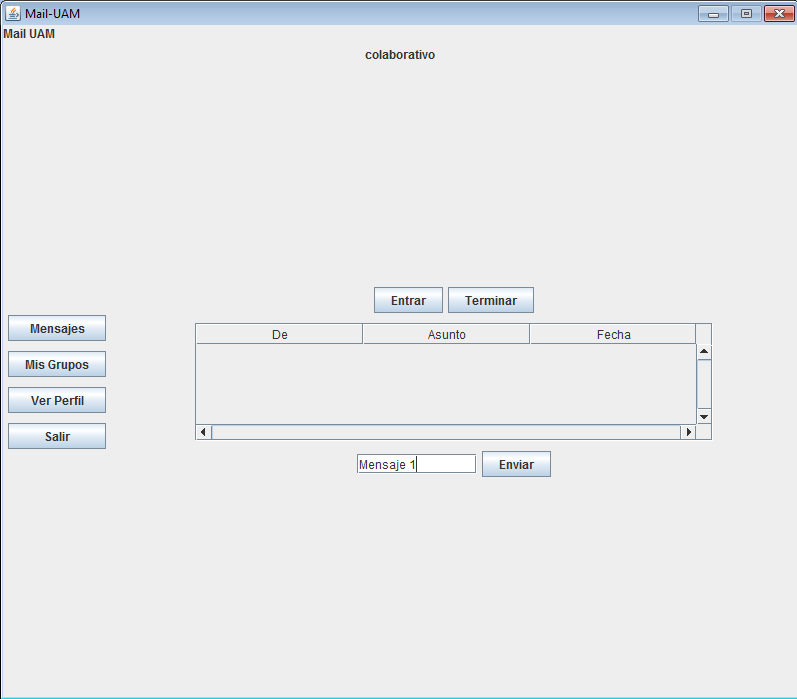 Mail-UAM
Mail UAM
colaborativo
Entrar Terminar
Mensajes
Mis Grupos
Ver Perfil
Salir
De Asunto Fecha
Mensaje 1 Enviar